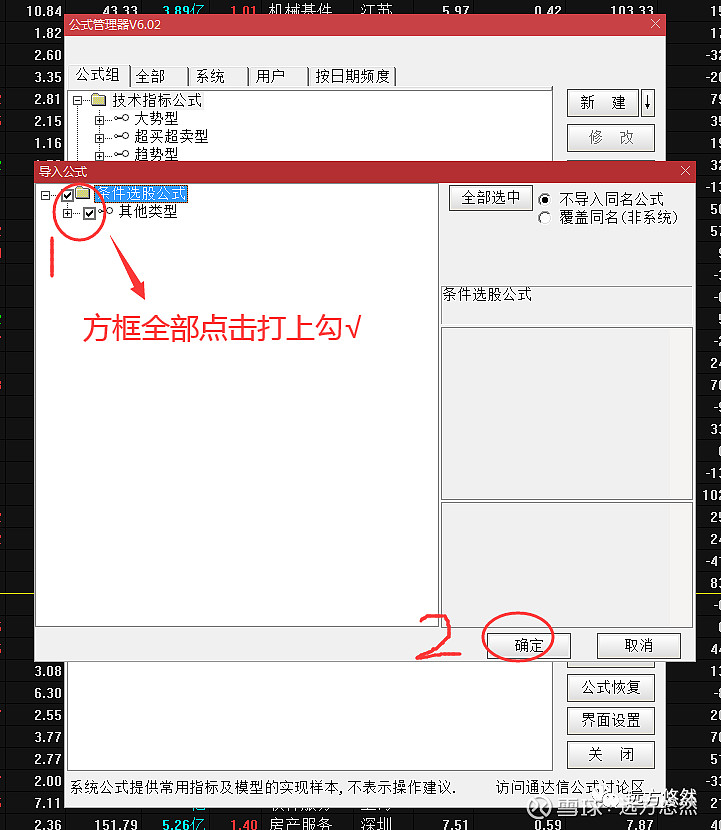 10.84 43.33 3.89亿 1.01 机械基件 江苏 5.97 0.42 103.33
公式管理器V6.02
1.82
2.60
3.35
公式组 全部 系统 用户 按日期频度
2.81
技术指标公式
新 建 ↓
2.15
大势型
1.16
超买超卖型
修 改
趋势型
导入公式
条件选股公式
全部选中
不导入同名公式
其他类型
覆盖同名(非系统)
1
条件选股公式
方框全部点击打上勾√
2
确定
取消
3.08
公式恢复
6.30
2.55
界面设置
3.77
2.77
关 闭
2.00
系统公式提供常用指标及模型的实现样本,不表示操作建议.
访问通达信公式讨论区
7.11
远方悠然
雪球:远方悠然
2.36 151.79 5.26亿 1.40 房产服务 深圳 7.51 0.59 7.87